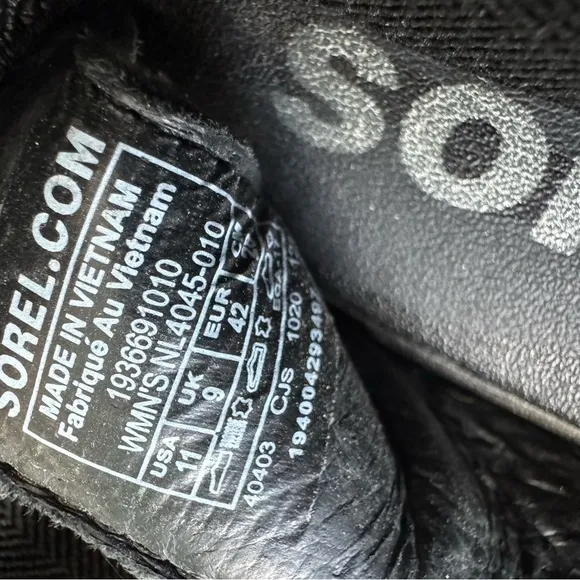 SOREL.COM
MADE IN VIETNAM
Fabriqué Au Vietnam
1936691010
WMN'S NL4045-010
USA UK EUR
11 9 42
40403 CJs 1020
SOR